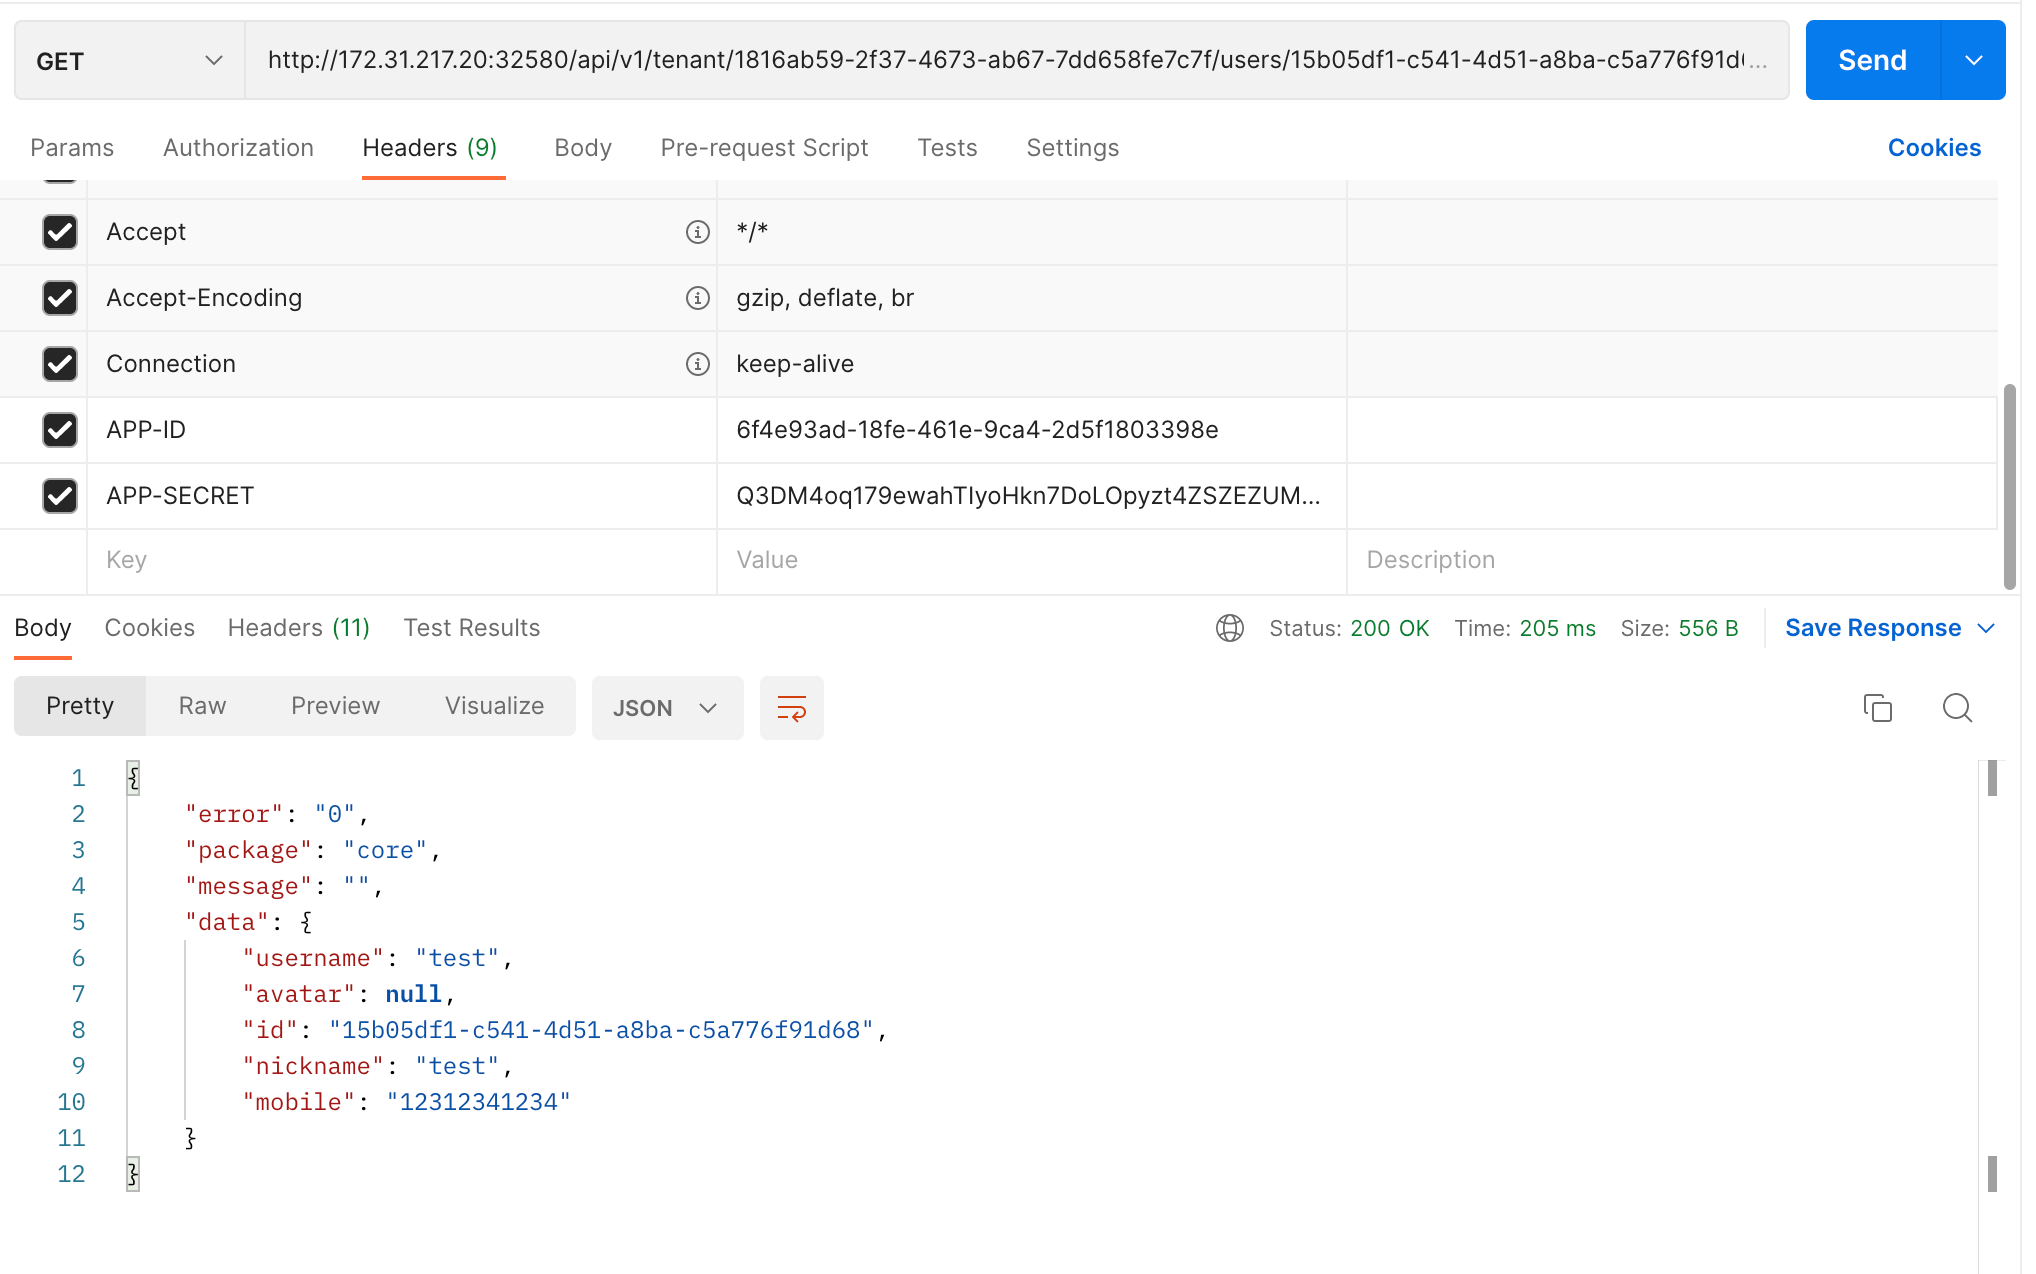 GET http://172.31.217.20:32580/api/v1/tenant/1816ab59-2f37-4673-ab67-7dd658fe7c7f/users/15b05df1-c541-4d51-a8ba-c5a776f91d... Send
Params Authorization Headers (9) Body Pre-request Script Tests Settings Cookies
Accept */*
Accept-Encoding gzip, deflate, br
Connection keep-alive
APP-ID 6f4e93ad-18fe-461e-9ca4-2d5f1803398e
APP-SECRET Q3DM4oq179ewahTIyoHkn7DoLOpyzt4ZSZEZUM...
Key Value Description
Body Cookies Headers (11) Test Results Status: 200 OK Time: 205 ms Size: 556 B Save Response
Pretty Raw Preview Visualize JSON
1 {
2 "error": "0",
3 "package": "core",
4 "message": "",
5 "data": {
6 "username": "test",
7 "avatar": null,
8 "id": "15b05df1-c541-4d51-a8ba-c5a776f91d68",
9 "nickname": "test",
10 "mobile": "12312341234"
11 }
12 }